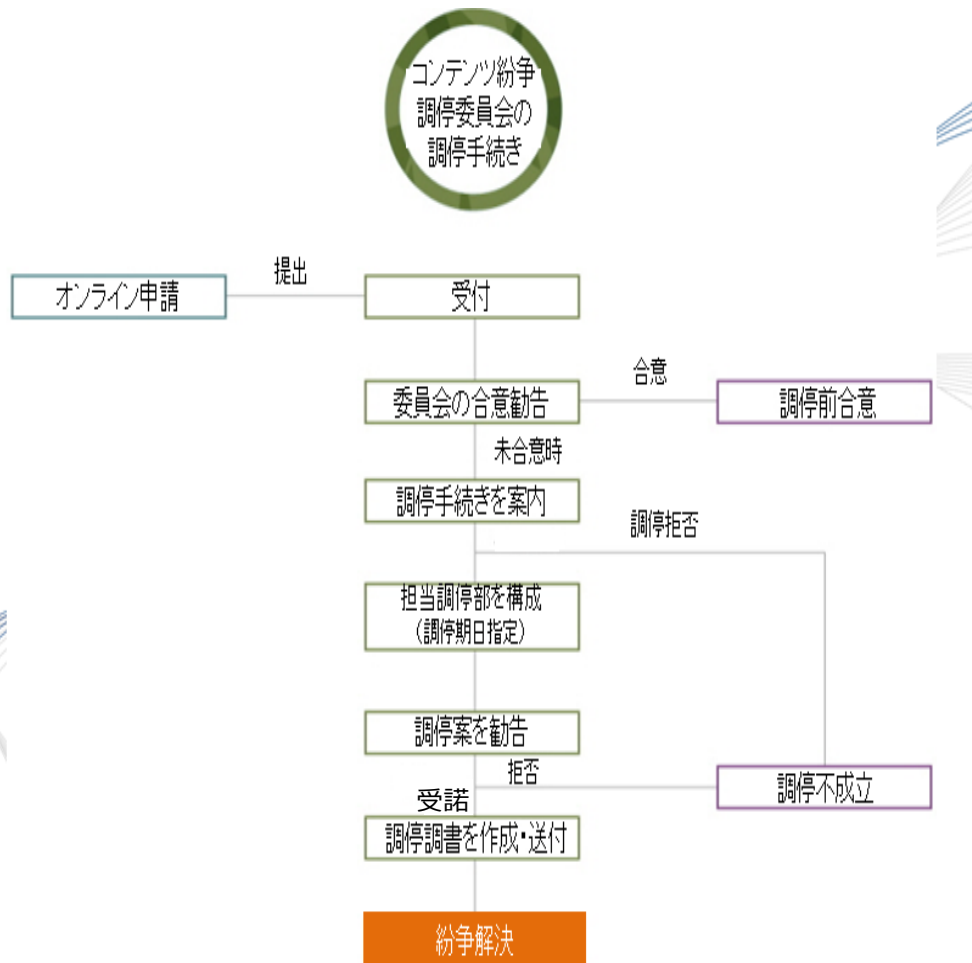 コンテンツ紛争
調停委員会の
調停手続き
提出
オンライン申請
受付
合意
委員会の合意勧告
調停前合意
未合意時
調停手続きを案内
調停拒否
担当調停部を構成
(調停期日指定)
調停案を勧告
拒否
調停不成立
受諾
調停調書を作成・送付
紛争解決